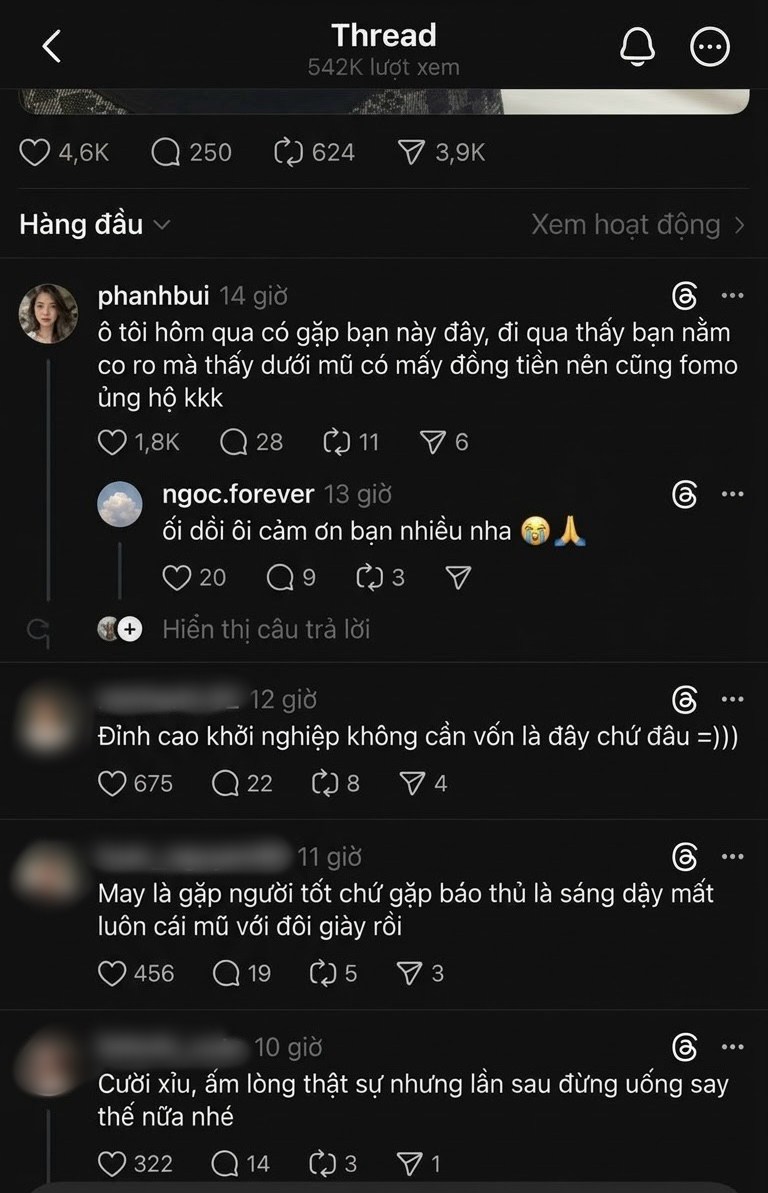 Thread
542K lượt xem
4,6K 250 624 3,9K
Hàng đầu Xem hoạt động
phanhbui 14 giờ
ô tôi hôm qua có gặp bạn này đây, đi qua thấy bạn nằm
co ro mà thấy dưới mũ có mấy đồng tiền nên cũng fomo
ủng hộ kkk
1,8K 28 11 6
ngoc.forever 13 giờ
ối dồi ôi cảm ơn bạn nhiều nha 😭🙏
20 9 3
Hiển thị câu trả lời
12 giờ
Đỉnh cao khởi nghiệp không cần vốn là đây chứ đâu =)))
675 22 8 4
11 giờ
May là gặp người tốt chứ gặp báo thủ là sáng dậy mất
luôn cái mũ với đôi giày rồi
456 19 5 3
10 giờ
Cười xỉu, ấm lòng thật sự nhưng lần sau đừng uống say
thế nữa nhé
322 14 3 1